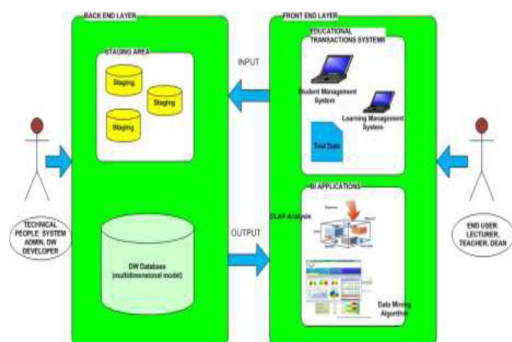 BACK END LAYER
STAGING AREA
Staging
Staging
Staging
DW Database
(multidimensional model)
INPUT
OUTPUT
FRONT END LAYER
EDUCATIONAL
TRANSACTIONS SYSTEMS
Student Management
System
Learning Management
System
Text Data
BI APPLICATIONS
OLAP Analysis
Data Mining
Algorithm
TECHNICAL
PEOPLE: SYSTEM
ADMIN, DW
DEVELOPER
END USER:
LECTURER,
TEACHER, DEAN